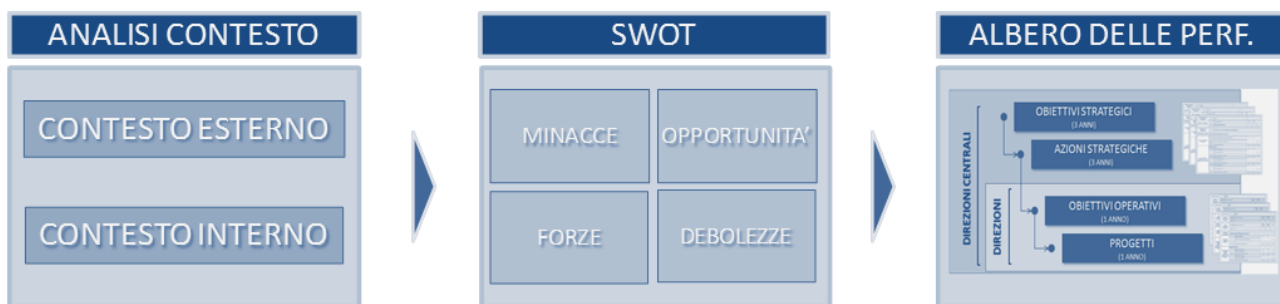 ANALISI CONTESTO
CONTESTO ESTERNO
CONTESTO INTERNO
SWOT
MINACCE
OPPORTUNITA’
FORZE
DEBOLEZZE
ALBERO DELLE PERF.
DIREZIONI CENTRALI
DIREZIONI
OBIETTIVI STRATEGICI
(3 ANNI)
AZIONI STRATEGICHE
(3 ANNI)
OBIETTIVI OPERATIVI
(1 ANNO)
PROGETTI
(1 ANNO)